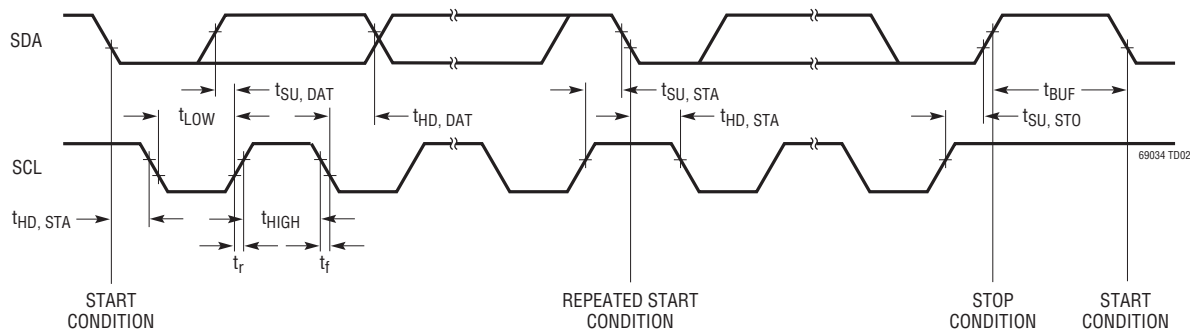 SDA
tSU, DAT
tSU, STA
tBUF
tLOW
tHD, DAT
tHD, STA
tSU, STO
SCL
69034 TD02
tHD, STA
tHIGH
tr
tf
START
CONDITION
REPEATED START
CONDITION
STOP
CONDITION
START
CONDITION